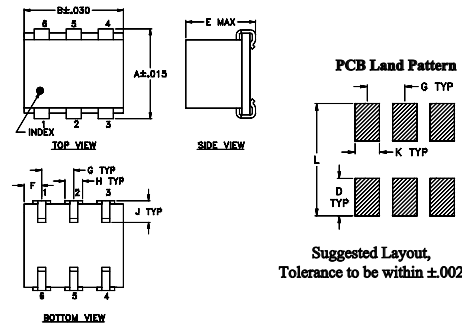 B±.030
6 5 4
A±.015
INDEX
1 2 3
TOP VIEW
E MAX
SIDE VIEW
PCB Land Pattern
G TYP
K TYP
L
D
TYP
Suggested Layout,
Tolerance to be within ±.002
G TYP
H TYP
F
1 2 3
J TYP
6 5 4
BOTTOM VIEW